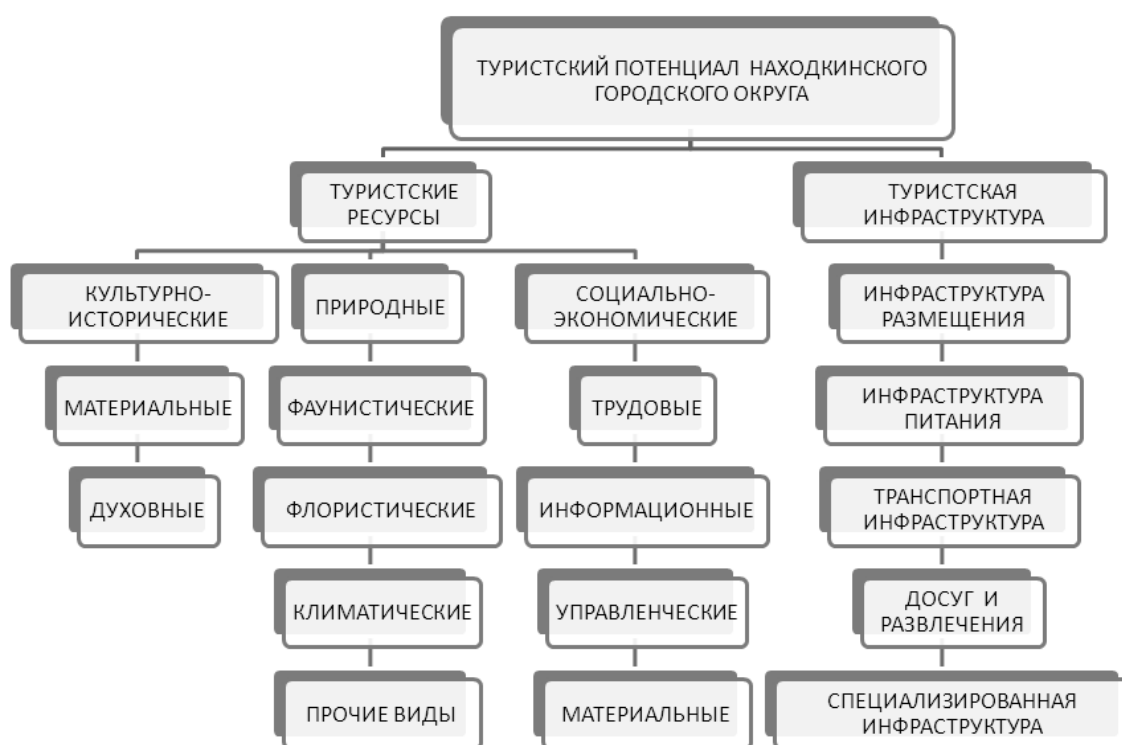 ТУРИСТСКИЙ ПОТЕНЦИАЛ НАХОДКИНСКОГО
ГОРОДСКОГО ОКРУГА
ТУРИСТСКИЕ
РЕСУРСЫ
ТУРИСТСКАЯ
ИНФРАСТРУКТУРА
КУЛЬТУРНО-
ИСТОРИЧЕСКИЕ
ПРИРОДНЫЕ
СОЦИАЛЬНО-
ЭКОНОМИЧЕСКИЕ
ИНФРАСТРУКТУРА
РАЗМЕЩЕНИЯ
МАТЕРИАЛЬНЫЕ
ФАУНИСТИЧЕСКИЕ
ТРУДОВЫЕ
ИНФРАСТРУКТУРА
ПИТАНИЯ
ДУХОВНЫЕ
ФЛОРИСТИЧЕСКИЕ
ИНФОРМАЦИОННЫЕ
ТРАНСПОРТНАЯ
ИНФРАСТРУКТУРА
КЛИМАТИЧЕСКИЕ
УПРАВЛЕНЧЕСКИЕ
ДОСУГ И
РАЗВЛЕЧЕНИЯ
ПРОЧИЕ ВИДЫ
МАТЕРИАЛЬНЫЕ
СПЕЦИАЛИЗИРОВАННАЯ
ИНФРАСТРУКТУРА